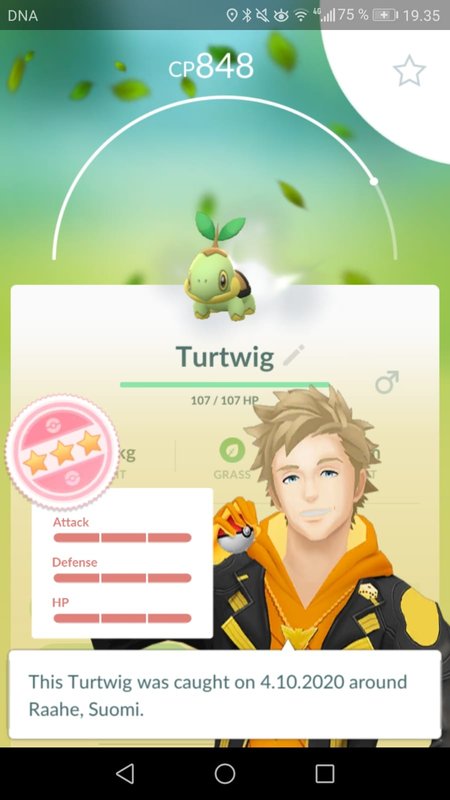 DNA 4G 75 % 19.35
CP848
Turtwig
107 / 107 HP
kg
GRASS
Attack
Defense
HP
This Turtwig was caught on 4.10.2020 around
Raahe, Suomi.